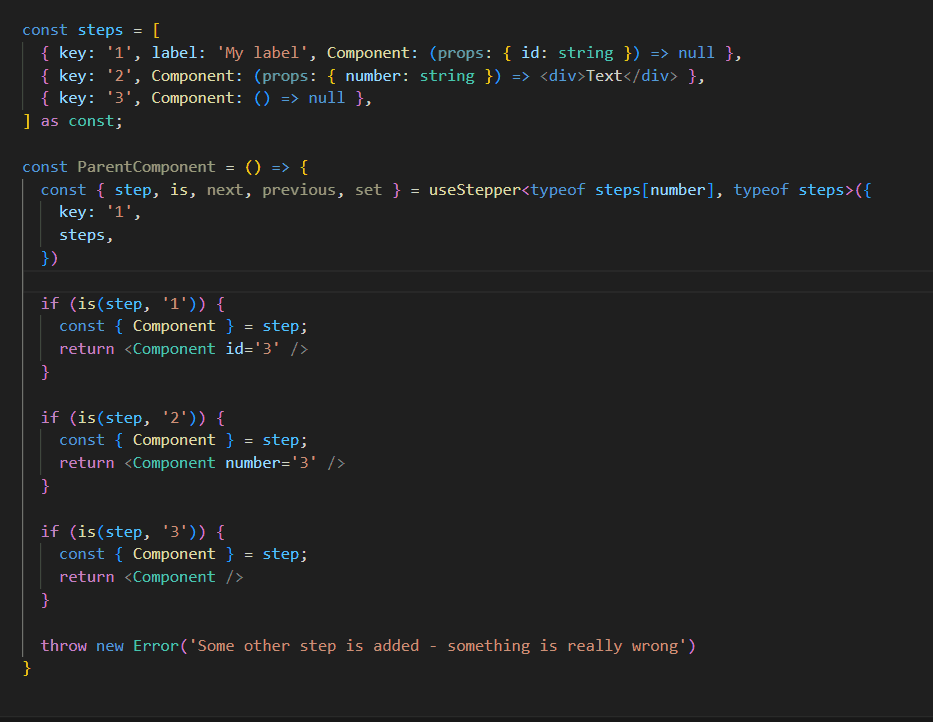 const steps = [
  { key: '1', label: 'My label', Component: (props: { id: string }) => null },
  { key: '2', Component: (props: { number: string }) => <div>Text</div> },
  { key: '3', Component: () => null },
] as const;

const ParentComponent = () => {
  const { step, is, next, previous, set } = useStepper<typeof steps[number], typeof steps>({
    key: '1',
    steps,
  })

  if (is(step, '1')) {
    const { Component } = step;
    return <Component id='3' />
  }

  if (is(step, '2')) {
    const { Component } = step;
    return <Component number='3' />
  }

  if (is(step, '3')) {
    const { Component } = step;
    return <Component />
  }

  throw new Error('Some other step is added - something is really wrong')
}